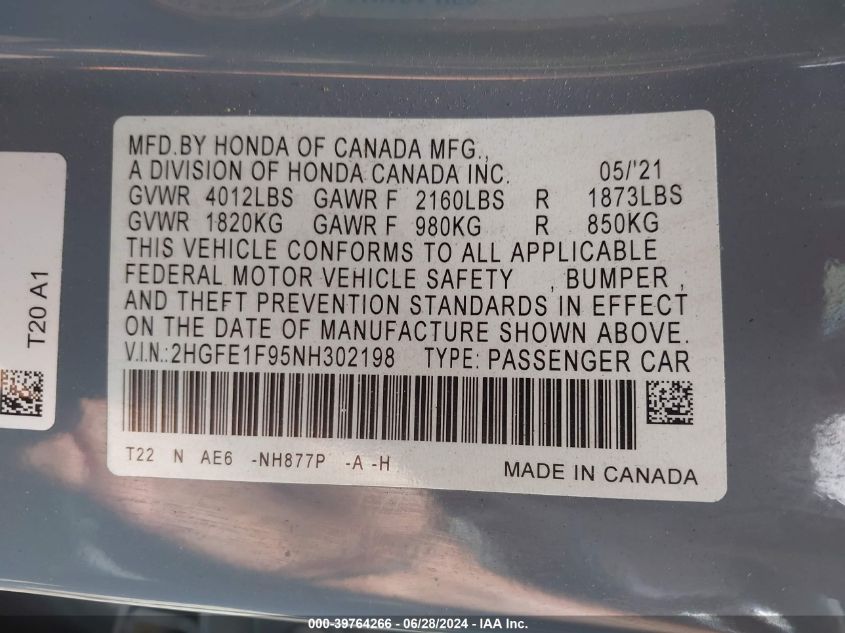 MFD.BY HONDA OF CANADA MFG.,
A DIVISION OF HONDA CANADA INC. 05/'21
GVWR 4012LBS GAWR F 2160LBS R 1873LBS
GVWR 1820KG GAWR F 980KG R 850KG
THIS VEHICLE CONFORMS TO ALL APPLICABLE
FEDERAL MOTOR VEHICLE SAFETY , BUMPER ,
AND THEFT PREVENTION STANDARDS IN EFFECT
ON THE DATE OF MANUFACTURE SHOWN ABOVE.
V.I.N.:2HGFE1F95NH302198 TYPE: PASSENGER CAR
T22 N AE6 -NH877P -A -H
MADE IN CANADA
T20 A1
000-39764266 - 06/28/2024 - IAA Inc.